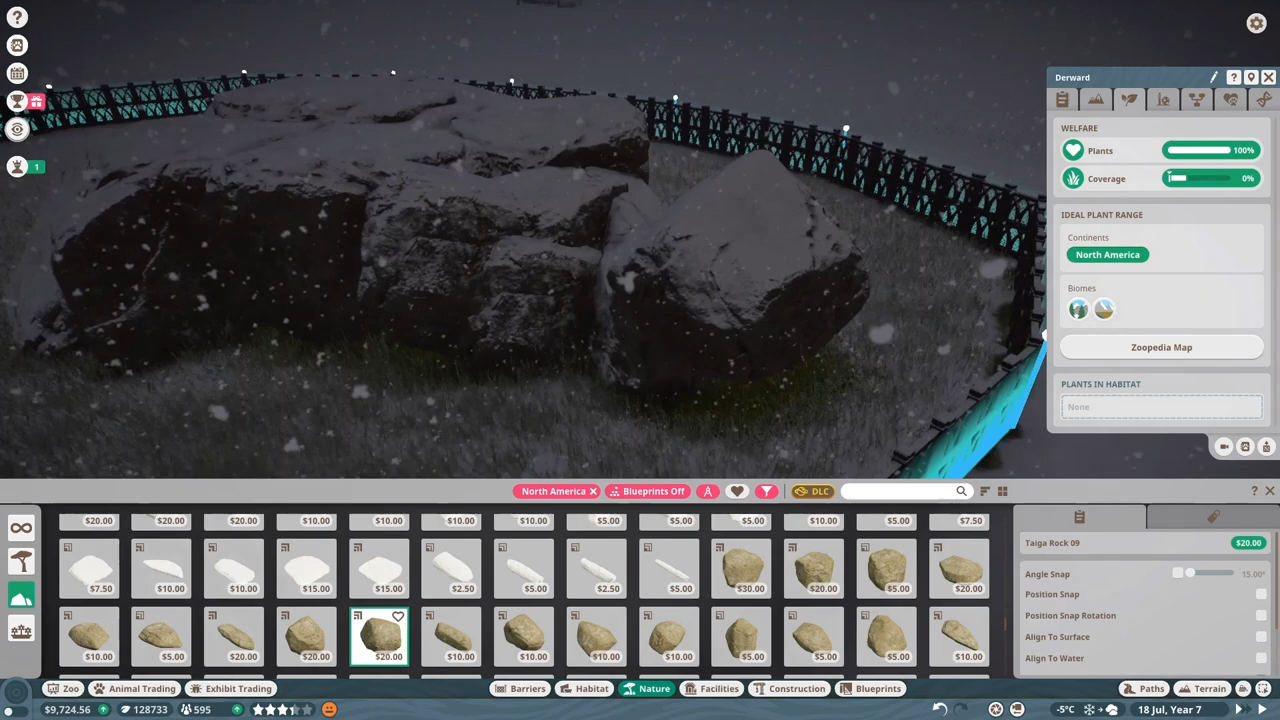 ?
1
Derward
?
WELFARE
Plants
100%
Coverage
0%
IDEAL PLANT RANGE
Continents
North America
Biomes
Zoopedia Map
PLANTS IN HABITAT
None
North America
Blueprints Off
DLC
?
$20.00 $20.00 $20.00 $10.00 $10.00 $10.00 $10.00 $5.00 $5.00 $5.00 $10.00 $5.00 $7.50
$7.50 $10.00 $10.00 $15.00 $15.00 $2.50 $5.00 $2.50 $5.00 $30.00 $20.00 $5.00 $20.00
$10.00 $5.00 $20.00 $20.00 $20.00 $10.00 $10.00 $10.00 $10.00 $5.00 $5.00 $5.00 $10.00
Taiga Rock 09
$20.00
Angle Snap
15.00°
Position Snap
Position Snap Rotation
Align To Surface
Align To Water
Zoo
Animal Trading
Exhibit Trading
Barriers
Habitat
Nature
Facilities
Construction
Blueprints
Paths
Terrain
$9,724.56
128733
595
-5°C
18 Jul, Year 7